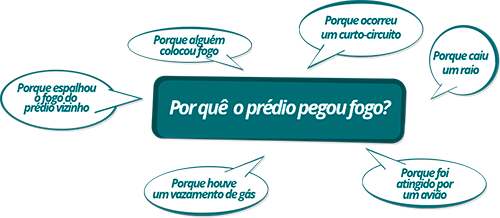 Porque alguém
colocou fogo
Porque ocorreu
um curto-circuito
Porque caiu
um raio
Porque espalhou
o fogo do
prédio vizinho
Por quê o prédio pegou fogo?
Porque houve
um vazamento de gás
Porque foi
atingido por
um avião